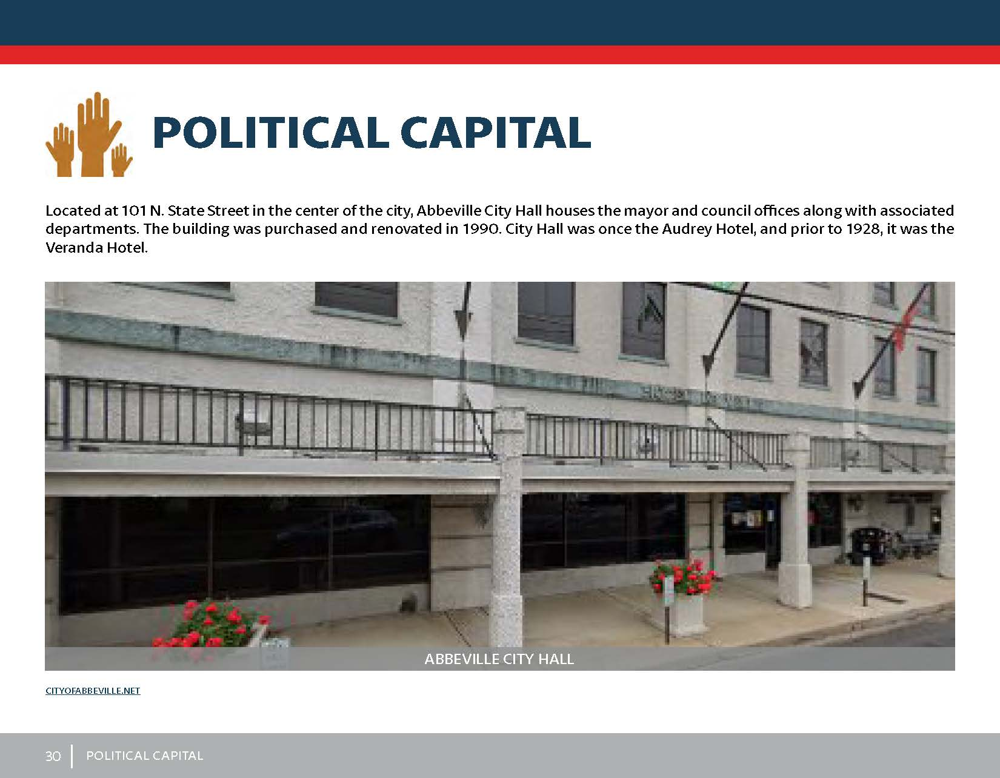 POLITICAL CAPITAL
Located at 101 N. State Street in the center of the city, Abbeville City Hall houses the mayor and council offices along with associated
departments. The building was purchased and renovated in 1990. City Hall was once the Audrey Hotel, and prior to 1928, it was the
Veranda Hotel.
ABBEVILLE CITY HALL
CITYOFABBEVILLE.NET
30 POLITICAL CAPITAL